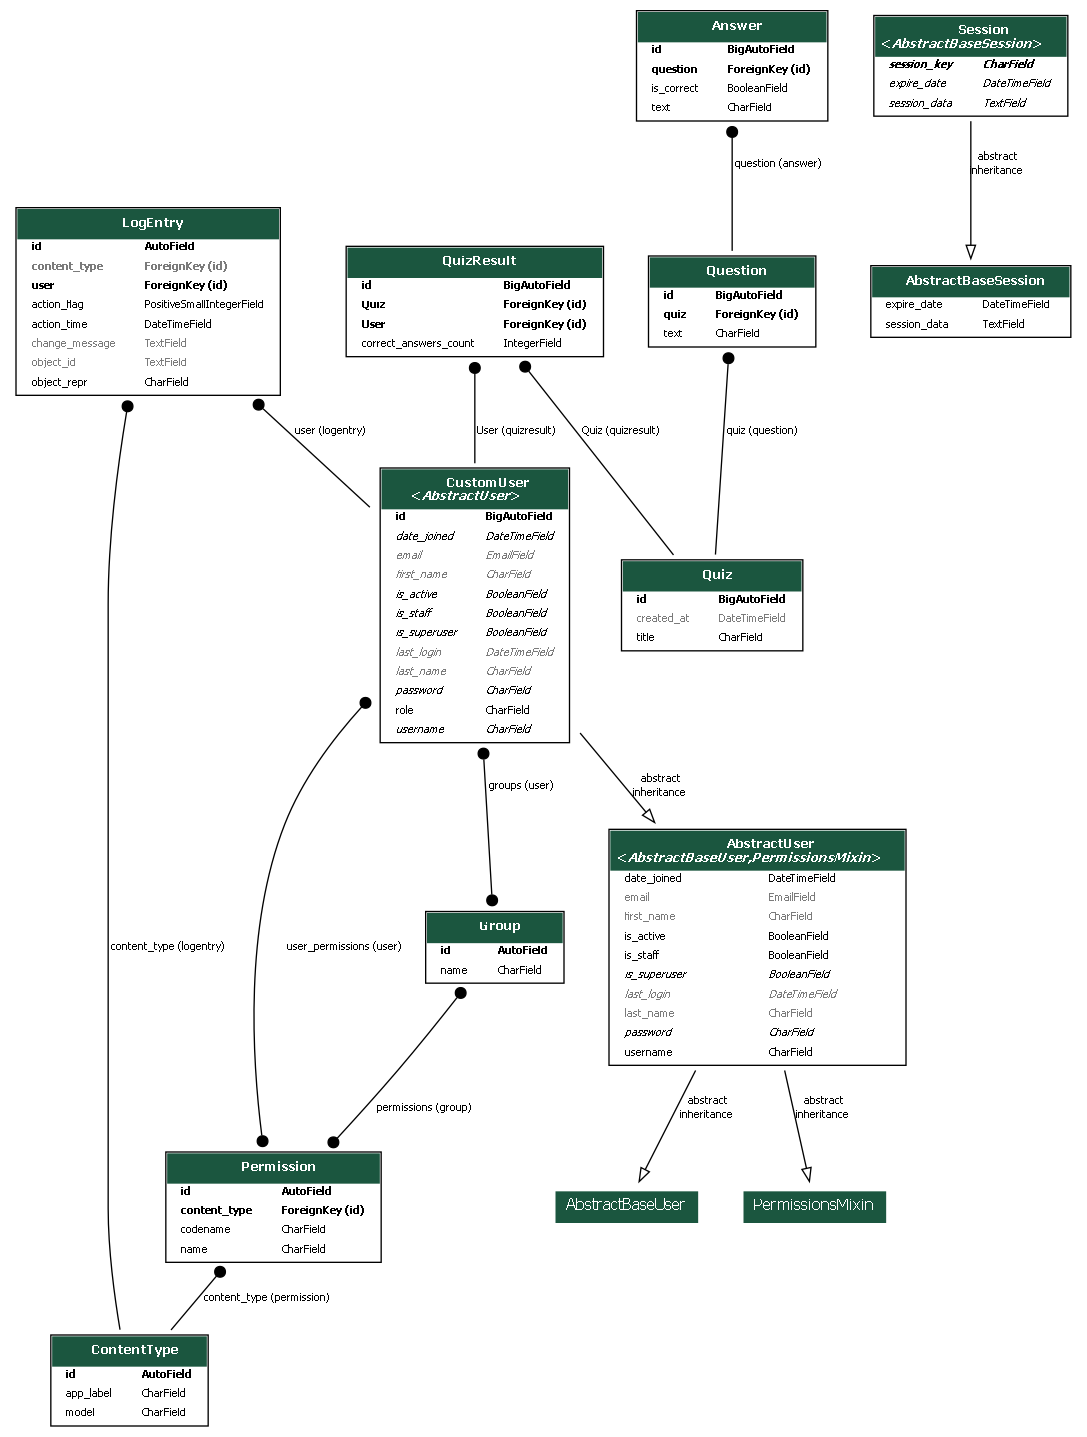 Answer
id BigAutoField
question ForeignKey (id)
is_correct BooleanField
text CharField
Session
<AbstractBaseSession>
session_key CharField
expire_date DateTimeField
session_data TextField
question (answer)
abstract
inheritance
LogEntry
id AutoField
content_type ForeignKey (id)
user ForeignKey (id)
action_flag PositiveSmallIntegerField
action_time DateTimeField
change_message TextField
object_id TextField
object_repr CharField
QuizResult
id BigAutoField
Quiz ForeignKey (id)
User ForeignKey (id)
correct_answers_count IntegerField
Question
id BigAutoField
quiz ForeignKey (id)
text CharField
AbstractBaseSession
expire_date DateTimeField
session_data TextField
user (logentry)
User (quizresult)
Quiz (quizresult)
quiz (question)
CustomUser
<AbstractUser>
id BigAutoField
date_joined DateTimeField
email EmailField
first_name CharField
is_active BooleanField
is_staff BooleanField
is_superuser BooleanField
last_login DateTimeField
last_name CharField
password CharField
role CharField
username CharField
Quiz
id BigAutoField
created_at DateTimeField
title CharField
groups (user)
abstract
inheritance
AbstractUser
<AbstractBaseUser,PermissionsMixin>
date_joined DateTimeField
email EmailField
first_name CharField
is_active BooleanField
is_staff BooleanField
is_superuser BooleanField
last_login DateTimeField
last_name CharField
password CharField
username CharField
content_type (logentry)
user_permissions (user)
Group
id AutoField
name CharField
permissions (group)
abstract
inheritance
abstract
inheritance
Permission
id AutoField
content_type ForeignKey (id)
codename CharField
name CharField
AbstractBaseUser
PermissionsMixin
content_type (permission)
ContentType
id AutoField
app_label CharField
model CharField